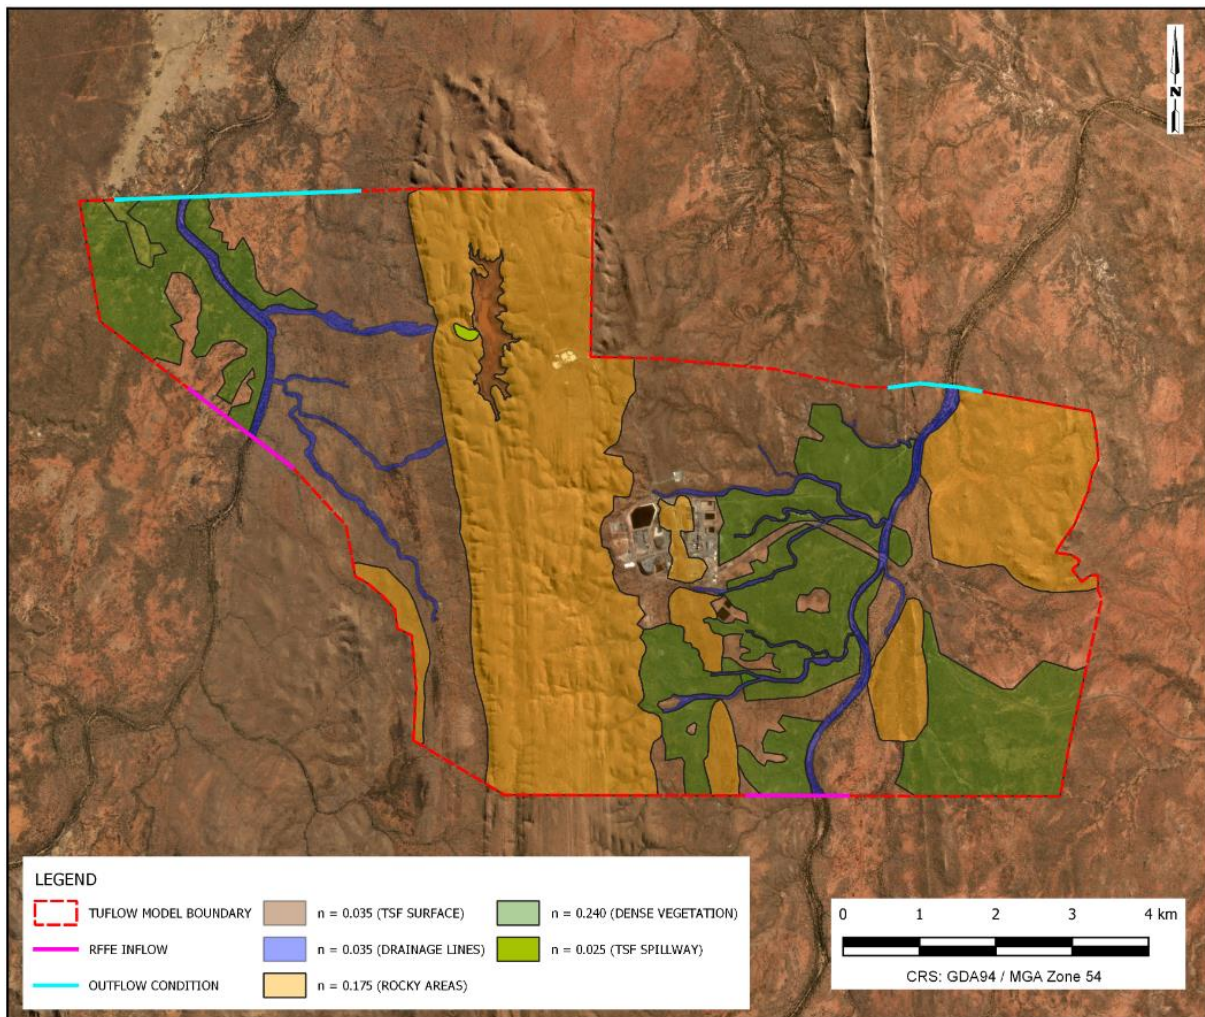 N
LEGEND
TUFLOW MODEL BOUNDARY
RFFE INFLOW
OUTFLOW CONDITION
n = 0.035 (TSF SURFACE)
n = 0.035 (DRAINAGE LINES)
n = 0.175 (ROCKY AREAS)
n = 0.240 (DENSE VEGETATION)
n = 0.025 (TSF SPILLWAY)
0 1 2 3 4 km
CRS: GDA94 / MGA Zone 54